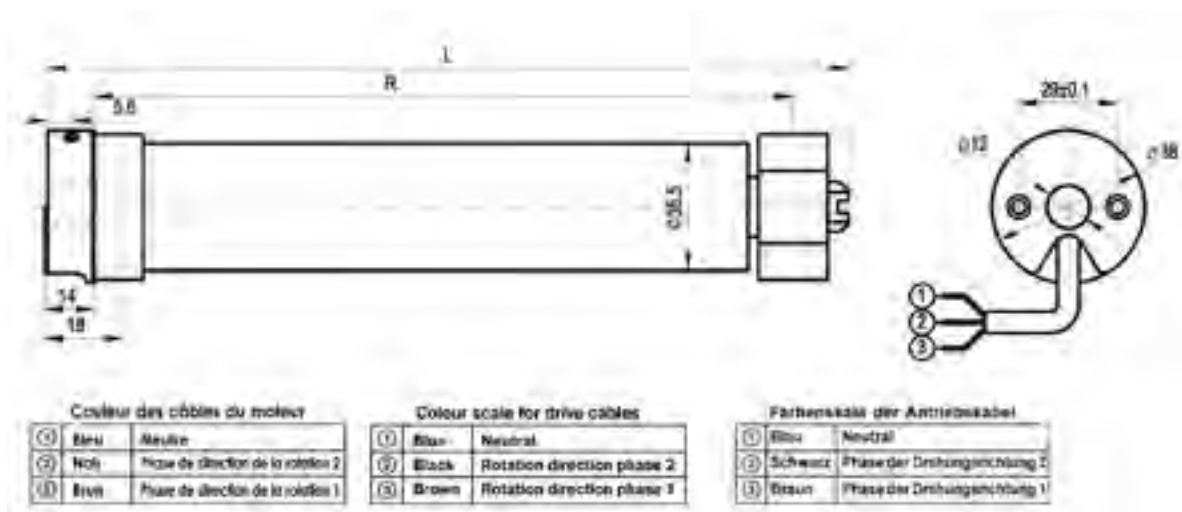 L
R
5,6
29±0.1
14
18
①
②
③
Couleur des câbles du moteur
① Bleu Neutre
② Noir Phase de direction de la rotation 2
③ Brun Phase de direction de la rotation 1
Colour scale for drive cables
① Blue Neutral
② Black Rotation direction phase 2
③ Brown Rotation direction phase
Farbenskala der Antriebskabel
① Blau Neutral
② Schwarz Phase der Drehungsrichtung 2
③ Braun Phase der Drehungsrichtung 1